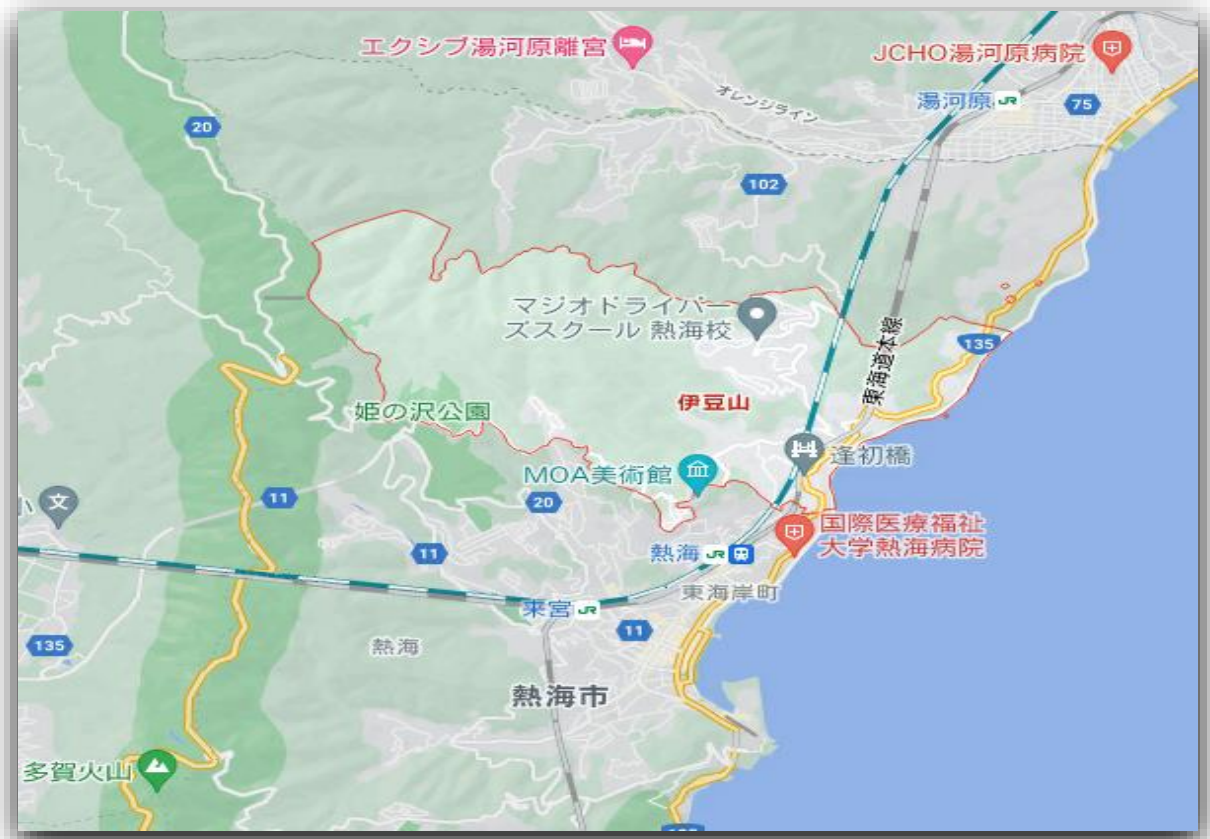 エクシブ湯河原離宮
JCHO湯河原病院
オレンジライン
湯河原 JR
75
20
102
マジオドライバー
ズスクール 熱海校
135
東海道本線
伊豆山
姫の沢公園
逢初橋
MOA美術館
小
文
11
20
国際医療福祉
大学熱海病院
11
熱海 JR
東海岸町
来宮 JR
11
135
熱海
熱海市
多賀火山